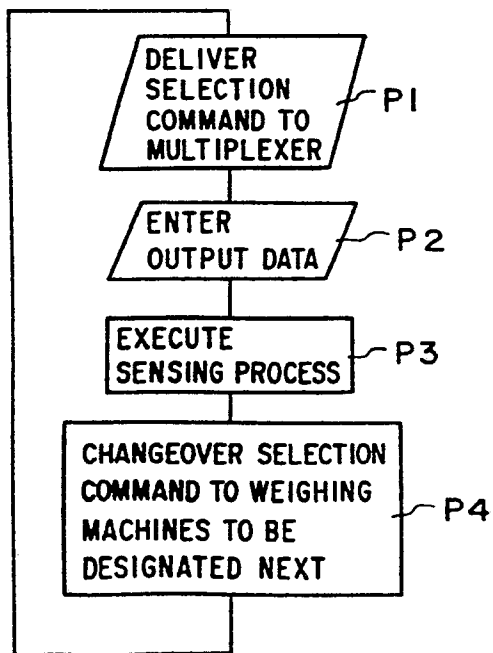 DELIVER
SELECTION
COMMAND TO
MULTIPLEXER
P1
ENTER
OUTPUT DATA
P2
EXECUTE
SENSING PROCESS
P3
CHANGEOVER SELECTION
COMMAND TO WEIGHING
MACHINES TO BE
DESIGNATED NEXT
P4